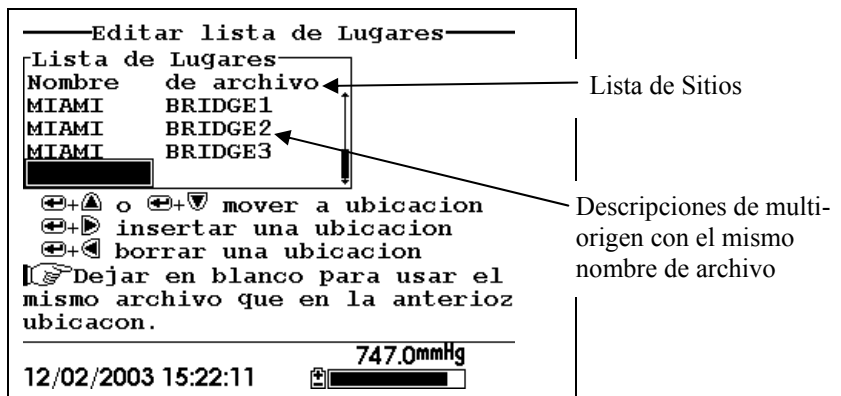 Editar lista de Lugares
Lista de Lugares
Nombre de archivo
MIAMI BRIDGE1
MIAMI BRIDGE2
MIAMI BRIDGE3
+ o + mover a ubicacion
+ insertar una ubicacion
+ borrar una ubicacion
Dejar en blanco para usar el
mismo archivo que en la anterioz
ubicacon.
747.0mmHg
12/02/2003 15:22:11
Lista de Sitios
Descripciones de multi-
origen con el mismo
nombre de archivo